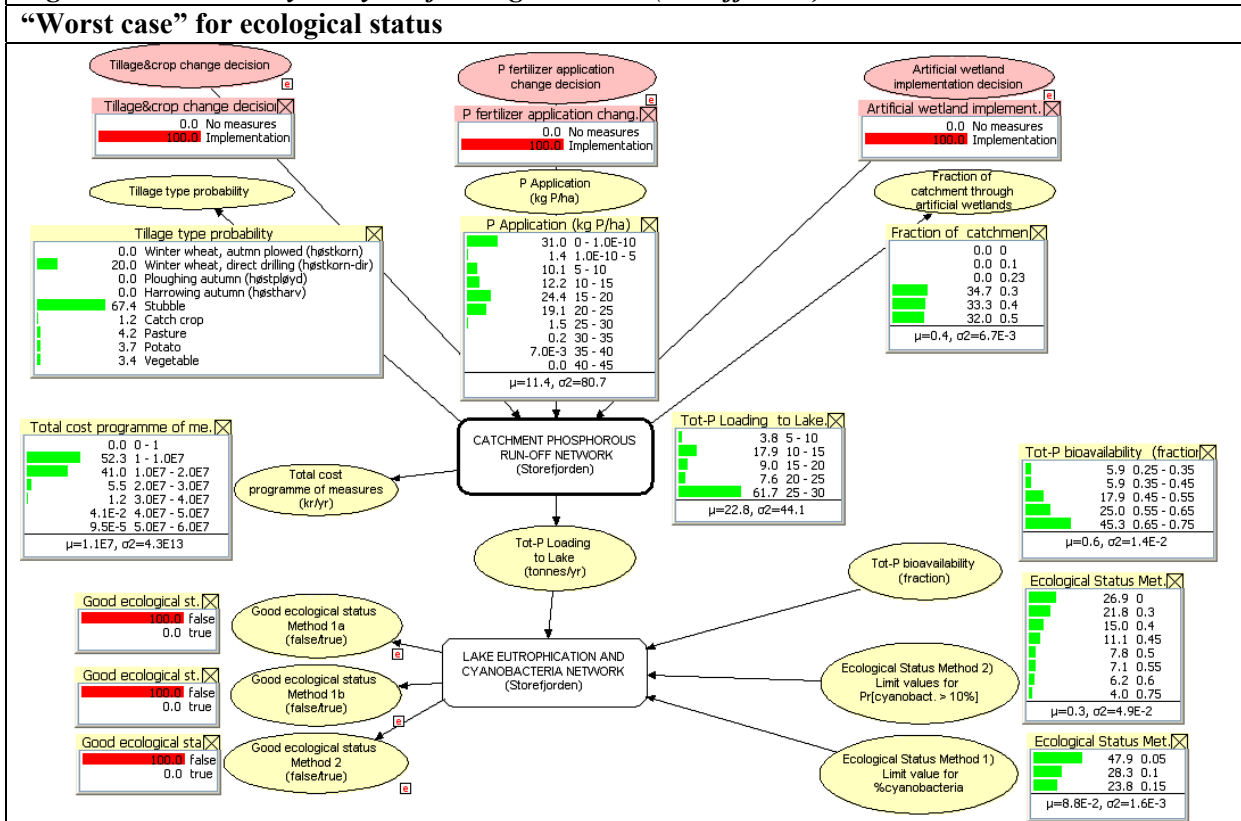 “Worst case” for ecological status
Tillage&crop change decision
e
Tillage&crop change decisio
0.0 No measures
100.0 Implementation
P fertilizer application
change decision
e
P fertilizer application chang.
0.0 No measures
100.0 Implementation
Artificial wetland
implementation decision
e
Artificial wetland implement.
0.0 No measures
100.0 Implementation
Tillage type probability
Tillage type probability
0.0 Winter wheat, autmn plowed (høstkorn)
20.0 Winter wheat, direct drilling (høstkorn-dir)
0.0 Ploughing autumn (høstpløyd)
0.0 Harrowing autumn (høstharv)
67.4 Stubble
1.2 Catch crop
4.2 Pasture
3.7 Potato
3.4 Vegetable
P Application
(kg P/ha)
P Application (kg P/ha)
31.0 0 - 1.0E-10
1.4 1.0E-10 - 5
10.1 5 - 10
12.2 10 - 15
24.4 15 - 20
19.1 20 - 25
1.5 25 - 30
0.2 30 - 35
7.0E-3 35 - 40
0.0 40 - 45
μ=11.4, σ2=80.7
Fraction of
catchment through
artificial wetlands
Fraction of catchmen
0.0 0
0.0 0.1
0.0 0.23
34.7 0.3
33.3 0.4
32.0 0.5
μ=0.4, σ2=6.7E-3
Total cost programme of me.
0.0 0 - 1
52.3 1 - 1.0E7
41.0 1.0E7 - 2.0E7
5.5 2.0E7 - 3.0E7
1.2 3.0E7 - 4.0E7
4.1E-2 4.0E7 - 5.0E7
9.5E-5 5.0E7 - 6.0E7
μ=1.1E7, σ2=4.3E13
Total cost
programme of measures
(kr/yr)
CATCHMENT PHOSPHOROUS
RUN-OFF NETWORK
(Storefjorden)
Tot-P Loading to Lake.
3.8 5 - 10
17.9 10 - 15
9.0 15 - 20
7.6 20 - 25
61.7 25 - 30
μ=22.8, σ2=44.1
Tot-P bioavailability (fraction
5.9 0.25 - 0.35
5.9 0.35 - 0.45
17.9 0.45 - 0.55
25.0 0.55 - 0.65
45.3 0.65 - 0.75
μ=0.6, σ2=1.4E-2
Tot-P Loading
to Lake
(tonnes/yr)
Tot-P bioavailability
(fraction)
Good ecological st.
100.0 false
0.0 true
Good ecological status
Method 1a
(false/true)
e
Good ecological st.
100.0 false
0.0 true
Good ecological status
Method 1b
(false/true)
e
Good ecological sta
100.0 false
0.0 true
Good ecological status
Method 2
(false/true)
e
LAKE EUTROPHICATION AND
CYANOBACTERIA NETWORK
(Storefjorden)
Ecological Status Method 2)
Limit values for
Pr[cyanobact. > 10%]
Ecological Status Met.
26.9 0
21.8 0.3
15.0 0.4
11.1 0.45
7.8 0.5
7.1 0.55
6.2 0.6
4.0 0.75
μ=0.3, σ2=4.9E-2
Ecological Status Method 1)
Limit value for
%cyanobacteria
Ecological Status Met.
47.9 0.05
28.3 0.1
23.8 0.15
μ=8.8E-2, σ2=1.6E-3